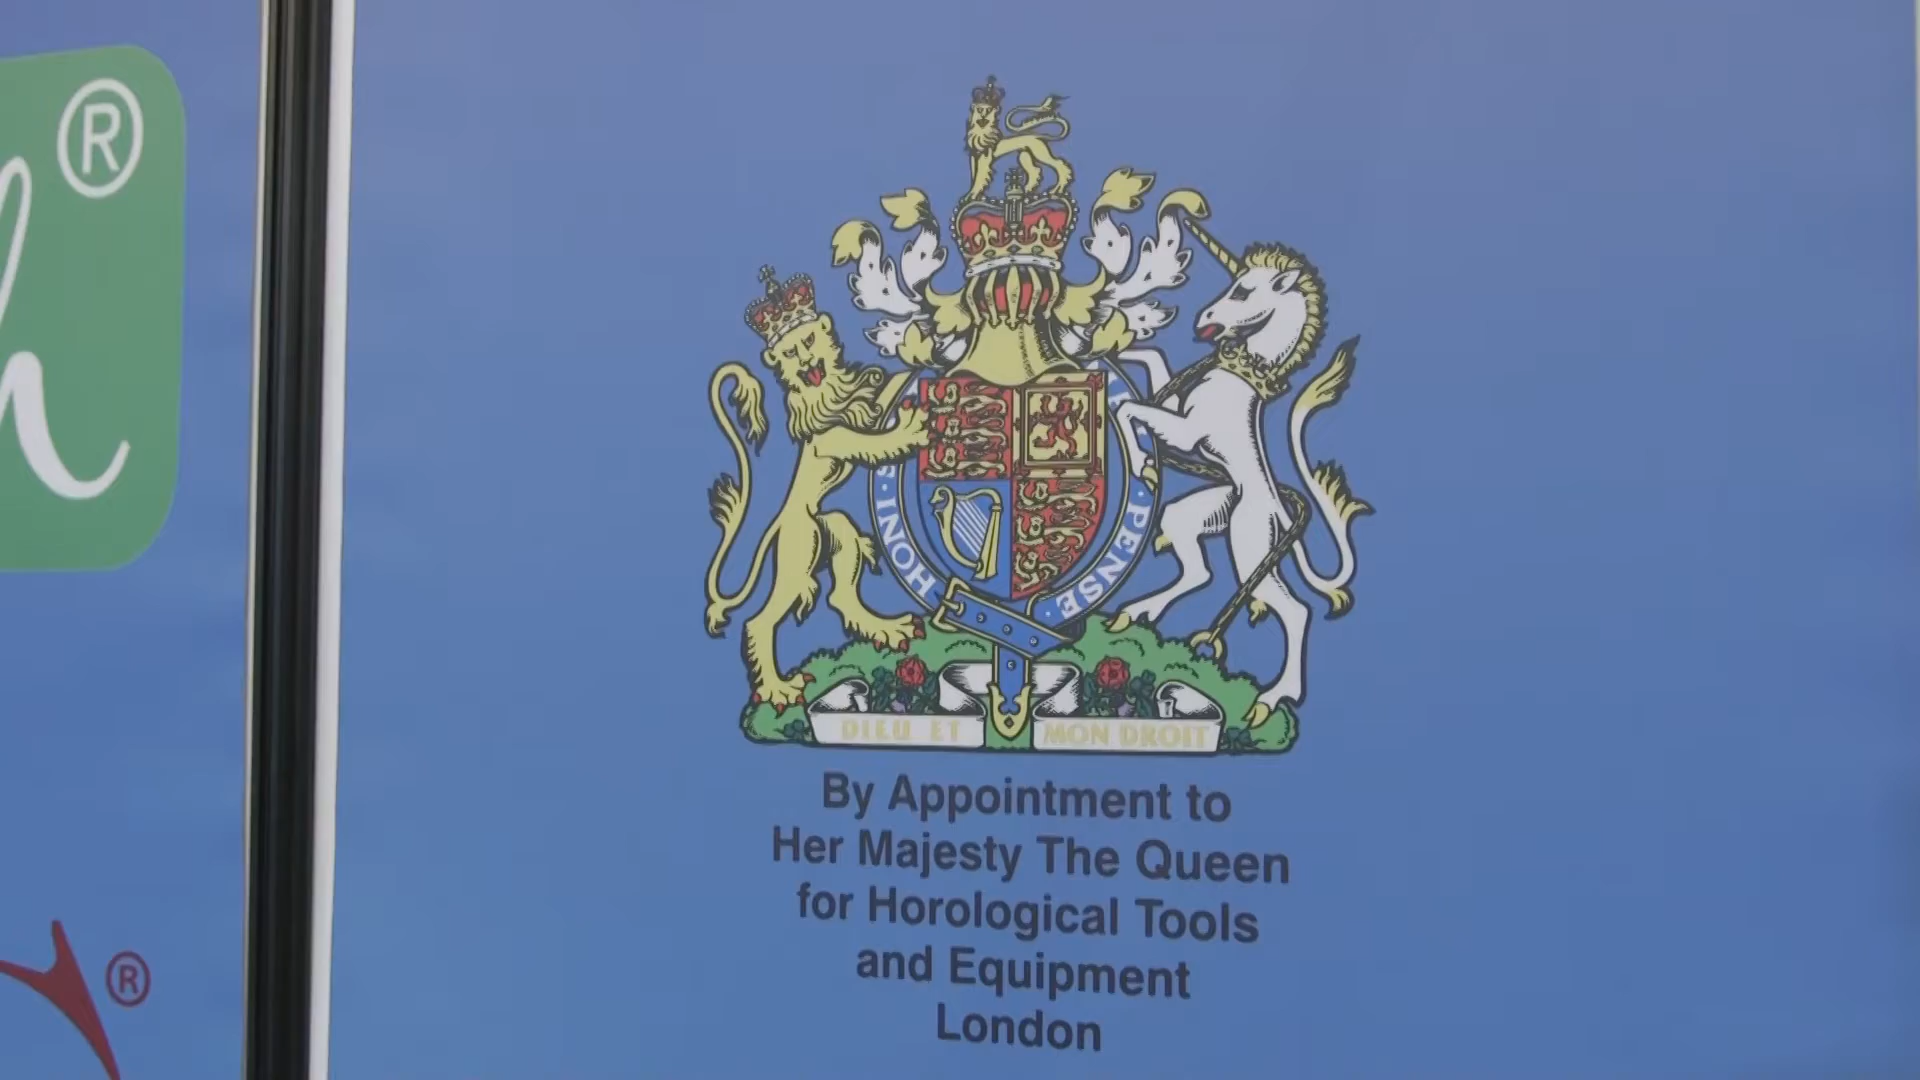 ®
h
®
HONI · S
· PENSE ·
DIEU ET MON DROIT
By Appointment to
Her Majesty The Queen
for Horological Tools
and Equipment
London